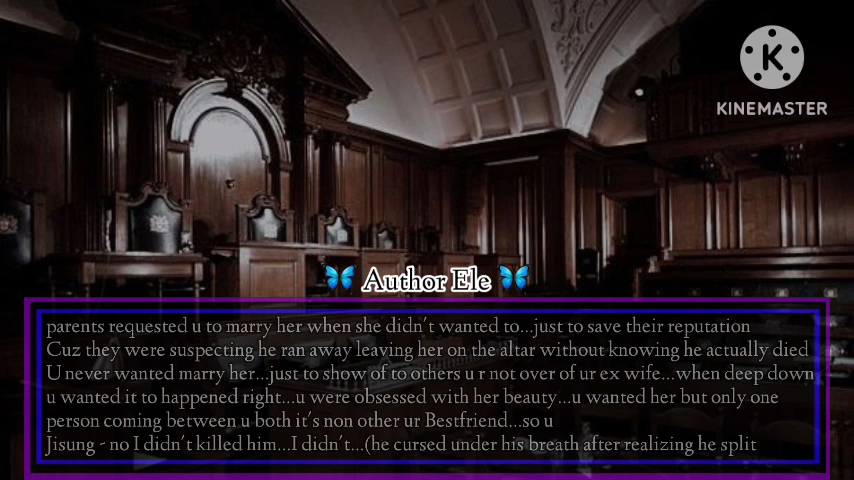 KINEMASTER
🦋 Author Ele 🦋
parents requested u to marry her when she didn't wanted to...just to save their reputation
Cuz they were suspecting he ran away leaving her on the altar without knowing he actually died
U never wanted marry her...just to show of to others u r not over of ur ex wife...when deep down
u wanted it to happened right...u were obsessed with her beauty...u wanted her but only one
person coming between u both it's non other ur Bestfriend...so u
Jisung - no I didn't killed him...I didn't...(he cursed under his breath after realizing he split